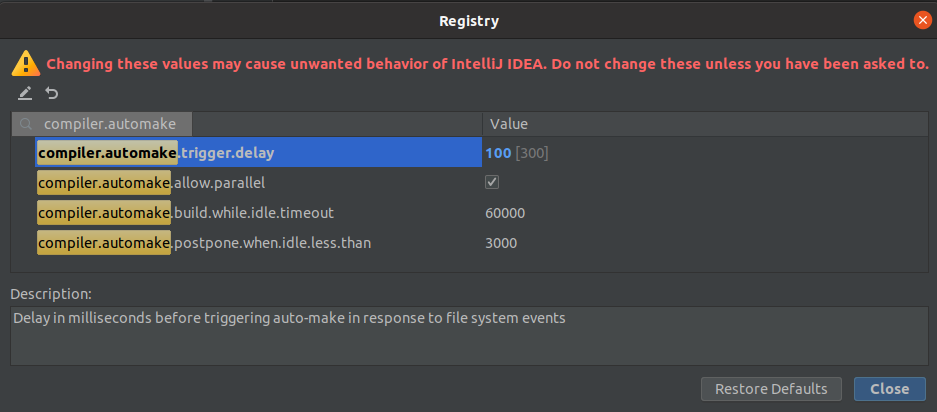 Registry
Changing these values may cause unwanted behavior of IntelliJ IDEA. Do not change these unless you have been asked to.
compiler.automake Value
compiler.automake.trigger.delay 100 [300]
compiler.automake.allow.parallel
compiler.automake.build.while.idle.timeout 60000
compiler.automake.postpone.when.idle.less.than 3000
Description:
Delay in milliseconds before triggering auto-make in response to file system events
Restore Defaults Close